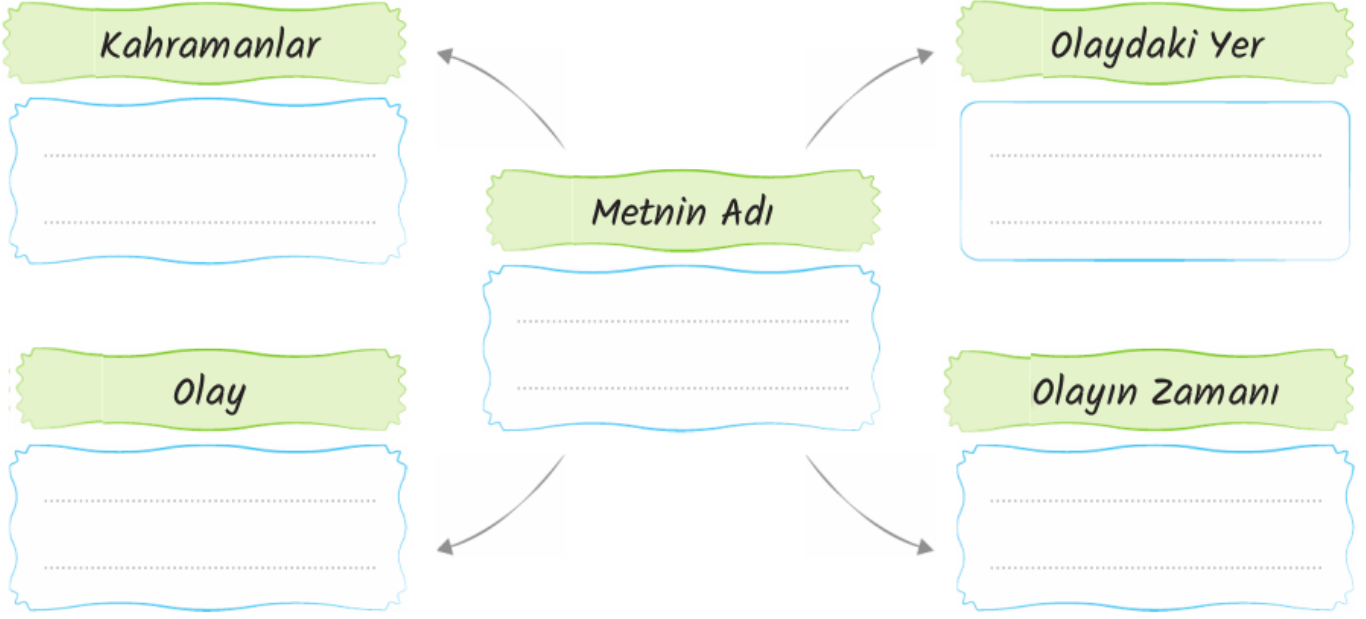 Kahramanlar
Olaydaki Yer
Metnin Adı
Olay
Olayın Zamanı